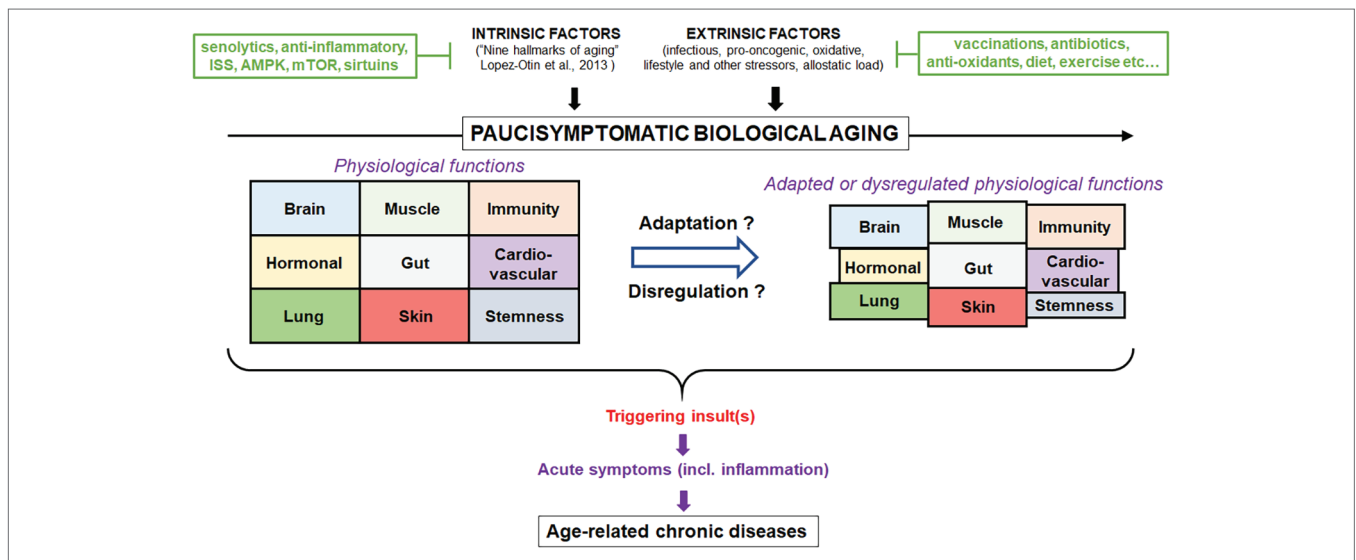 senolytics, anti-inflammatory,
ISS, AMPK, mTOR, sirtuins
INTRINSIC FACTORS
("Nine hallmarks of aging"
Lopez-Otin et al., 2013 )
EXTRINSIC FACTORS
(infectious, pro-oncogenic, oxidative,
lifestyle and other stressors, allostatic load)
vaccinations, antibiotics,
anti-oxidants, diet, exercise etc…
PAUCISYMPTOMATIC BIOLOGICAL AGING
Physiological functions
Brain
Muscle
Immunity
Hormonal
Gut
Cardio-
vascular
Lung
Skin
Stemness
Adaptation ?
Disregulation ?
Adapted or dysregulated physiological functions
Brain
Muscle
Immunity
Hormonal
Gut
Cardio-
vascular
Lung
Skin
Stemness
Triggering insult(s)
Acute symptoms (incl. inflammation)
Age-related chronic diseases